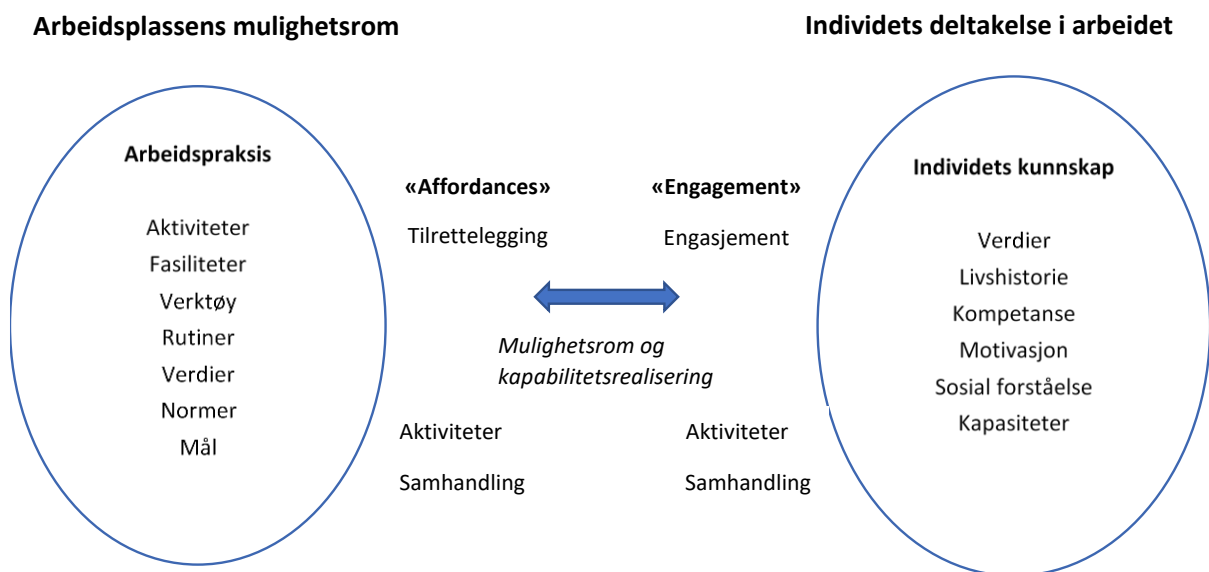 Arbeidsplassens mulighetsrom
Individets deltakelse i arbeidet
Arbeidspraksis
Aktiviteter
Fasiliteter
Verktøy
Rutiner
Verdier
Normer
Mål
«Affordances»
Tilrettelegging
«Engagement»
Engasjement
Mulighetsrom og
kapabilitetsrealisering
Aktiviteter
Samhandling
Aktiviteter
Samhandling
Individets kunnskap
Verdier
Livshistorie
Kompetanse
Motivasjon
Sosial forståelse
Kapasiteter